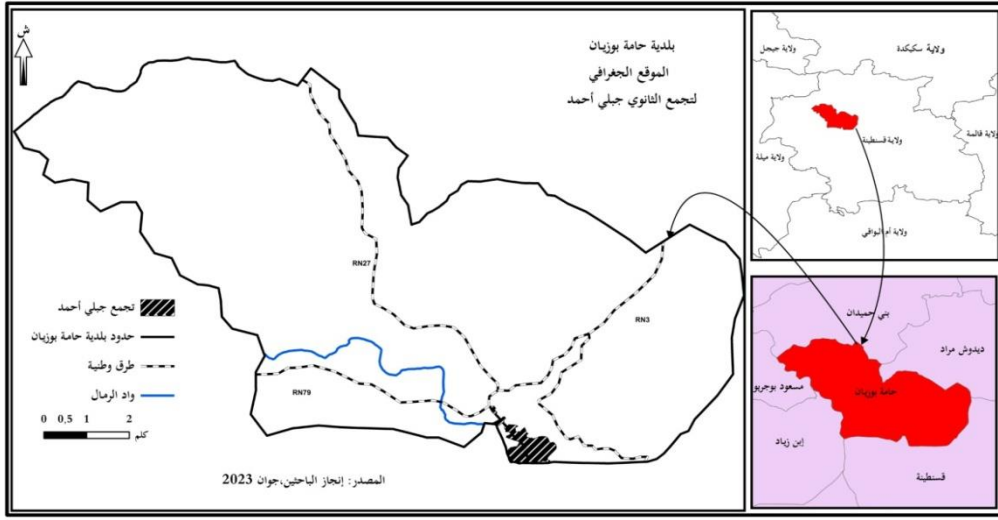 ش
بلدية حامة بوزيان
الموقع الجغرافي
لتجمع الثانوي جبلي أحمد
RN27
RN3
RN79
تجمع جبلي أحمد
حدود بلدية حامة بوزيان
طرق وطنية
واد الرمال
0 0,5 1 2
كلم
المصدر: إنجاز الباحثين،جوان 2023
ولاية جيجل
ولاية سكيكدة
ولاية قسنطينة
ولاية قالمة
ولاية ميلة
ولاية أم البواقي
بني حميدان
ديدوش مراد
مسعود بوجريو
حامة بوزيان
إبن زياد
قسنطينة